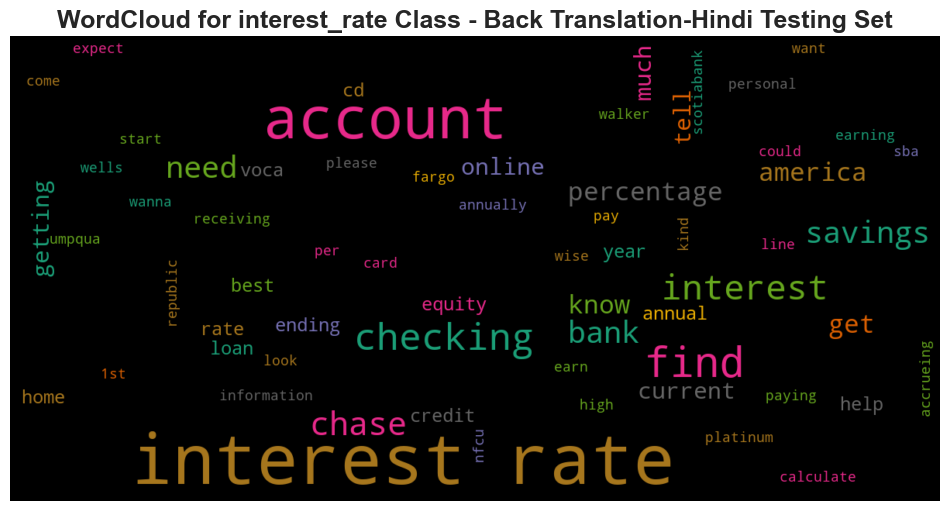 WordCloud for interest_rate Class - Back Translation-Hindi Testing Set
expect
want
come
cd
much
scotiabank
personal
account
walker
tell
start
earning
wells
need
voca
please
fargo
online
could
sba
percentage
america
getting
wanna
annually
receiving
pay
kind
savings
umpqua
per
card
wise
year
line
republic
best
interest
equity
know
annual
rate
ending
checking
bank
get
loan
look
find
earn
accrueing
1st
home
information
current
paying
help
high
chase
credit
nfcu
platinum
interest rate
calculate